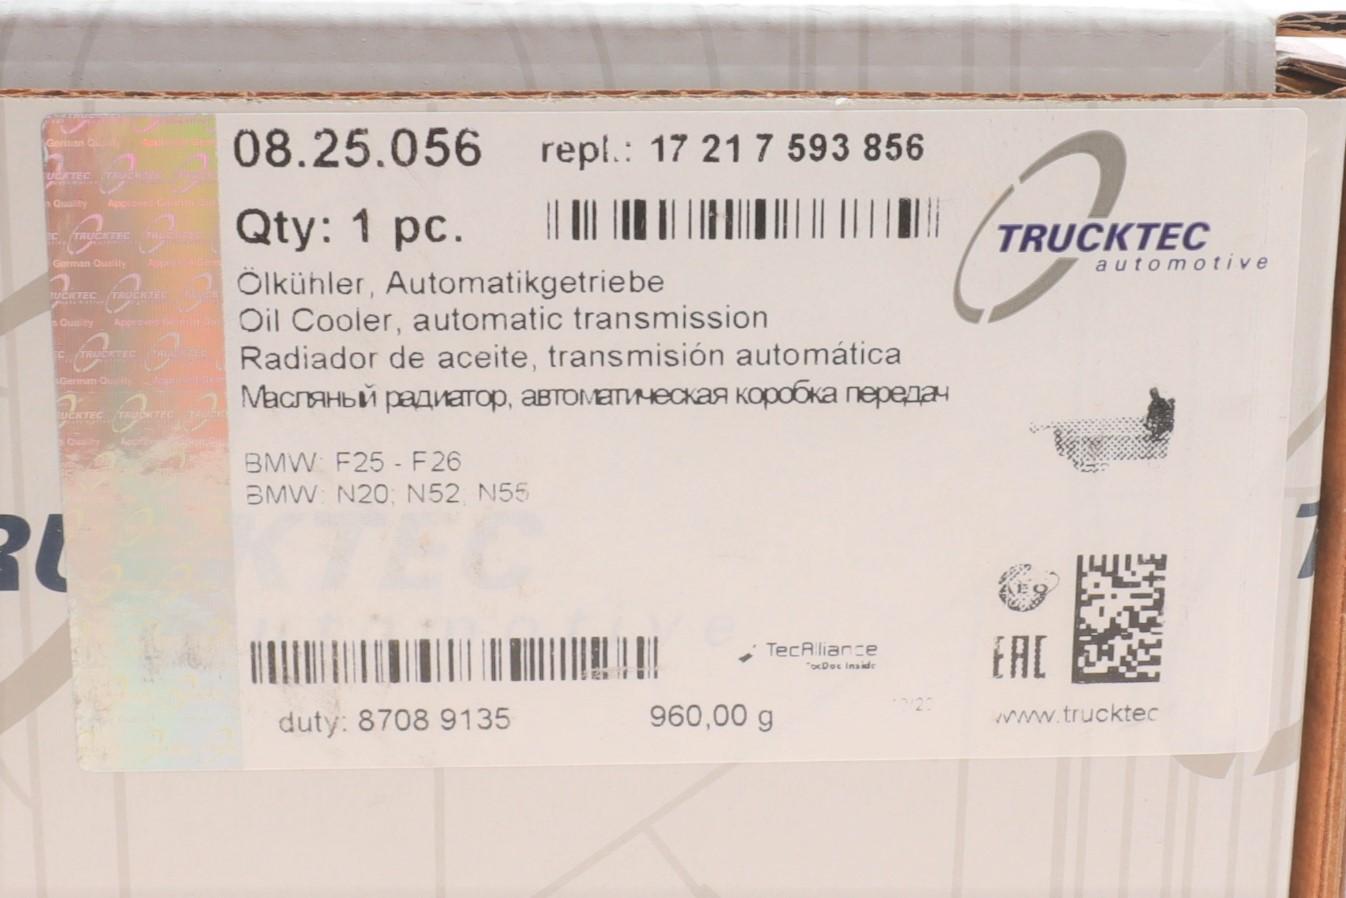 08.25.056 repl.: 17 21 7 593 856
Qty: 1 pc.
TRUCKTEC
automotive
Ölkühler, Automatikgetriebe
Oil Cooler, automatic transmission
Radiador de aceite, transmisión automática
Масляный радиатор, автоматическая коробка передач
BMW: F25 - F26
BMW: N20; N52; N55
TecAlliance
TecDoc Inside
EAC
duty: 8708 9135 960,00 g
www.trucktec